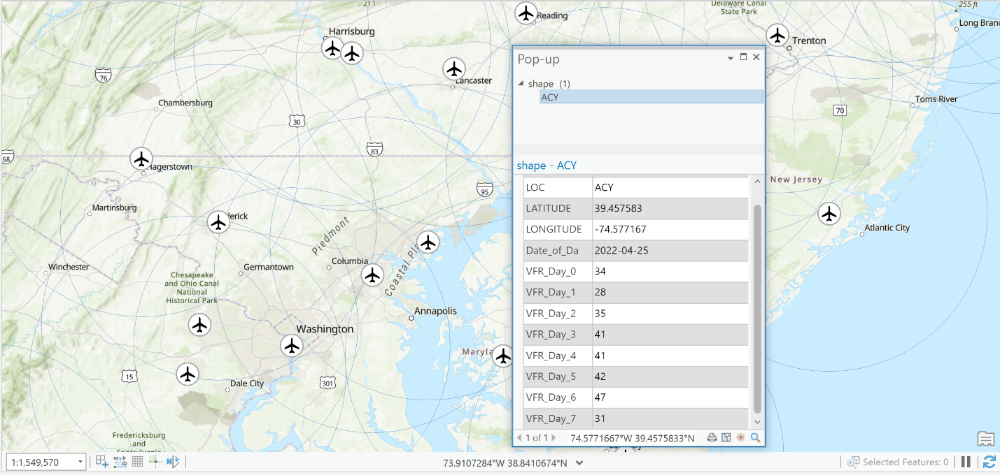 211
Delaware Canal
State Park
255 ft
Reading
Long Branc
Harrisburg
Trenton
Pop-up
76
Lancaster
shape (1)
ACY
Toms River
Chambersburg
70
30
83
68
shape - ACY
Hagerstown
New Jersey
95
LOC ACY
LATITUDE 39.457583
LONGITUDE -74.577167
Date_of_Da 2022-04-25
VFR_Day_0 34
VFR_Day_1 28
VFR_Day_2 35
VFR_Day_3 41
VFR_Day_4 41
VFR_Day_5 42
VFR_Day_6 47
VFR_Day_7 31
Martinsburg
derick
Atlantic City
Piedmont
Coastal Pla
Columbia
Winchester
Germantown
Chesapeake
and Ohio Canal
National
Historical Park
Annapolis
Washington
Maryla
15
Dale City
301
Fredericksburg
and
Spotsylvania
1 of 1 74.5771667°W 39.4575833°N
1:1,549,570
73.9107284°W 38.8410674°N
Selected Features: 0